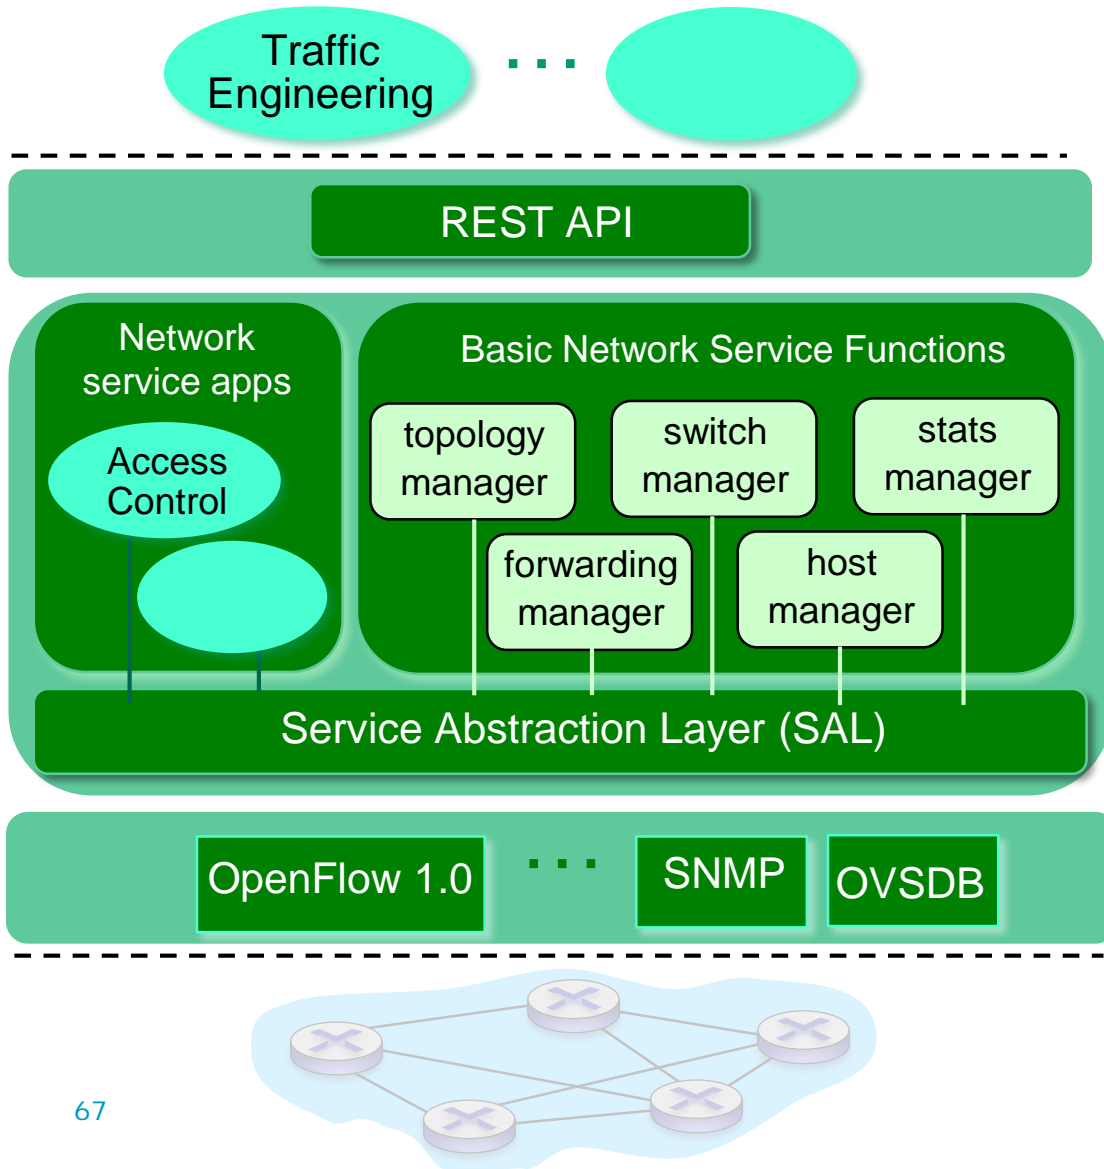 Traffic
Engineering
...
REST API
Network
service apps
Basic Network Service Functions
Access
Control
topology
manager
switch
manager
stats
manager
forwarding
manager
host
manager
Service Abstraction Layer (SAL)
OpenFlow 1.0
...
SNMP
OVSDB
67